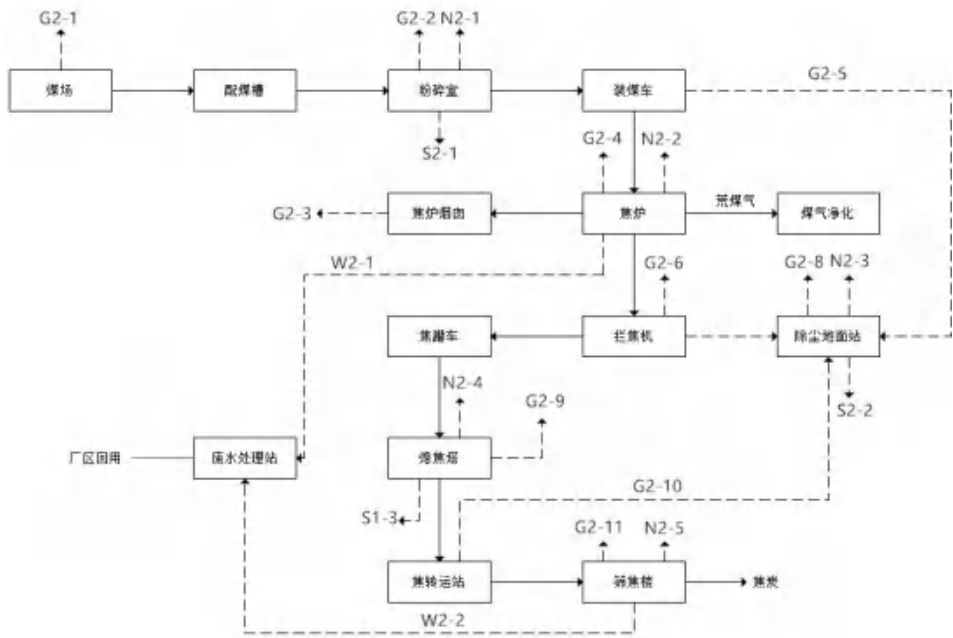 G2-1
G2-2 N2-1
G2-5
煤场
配煤槽
粉碎室
装煤车
S2-1
G2-4
N2-2
G2-3
焦炉烟囱
焦炉
荒煤气
煤气净化
W2-1
G2-6
G2-8 N2-3
焦蹓车
拦焦机
除尘地面站
N2-4
G2-9
S2-2
厂区回用
废水处理站
熄焦塔
G2-10
S1-3
G2-11
N2-5
焦转运站
筛焦楼
焦炭
W2-2